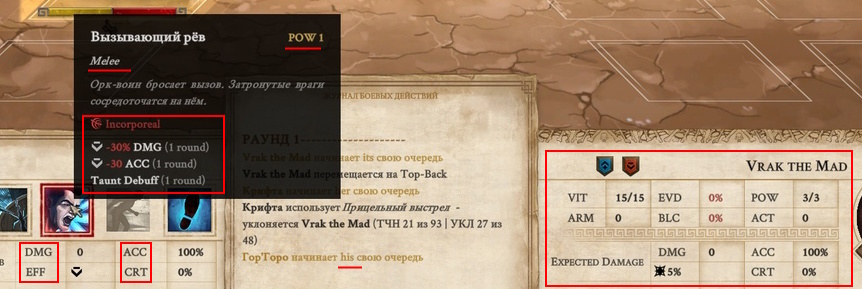 Вызывающий рёв POW 1
Melee
Орк-воин бросает вызов. Затронутые враги
сосредоточатся на нём.
Incorporeal
-30% DMG (1 round)
-30 ACC (1 round)
Taunt Debuff (1 round)
DMG 0 ACC 100%
EFF CRT 0%
ЖУРНАЛ БОЕВЫХ ДЕЙСТВИЙ
РАУНД 1--------------------
Vrak the Mad начинает its свою очередь
Vrak the Mad перемещается на Top-Back
Крифта начинает her свою очередь
Крифта использует Прицельный выстрел -
уклоняется Vrak the Mad (ТЧН 21 из 93 | УКЛ 27 из
48)
ГорТоро начинает his свою очередь
VRAK THE MAD
VIT 15/15 EVD 0% POW 3/3
ARM 0 BLC 0% ACT 0
EXPECTED DAMAGE
DMG 0 ACC 100%
5% CRT 0%